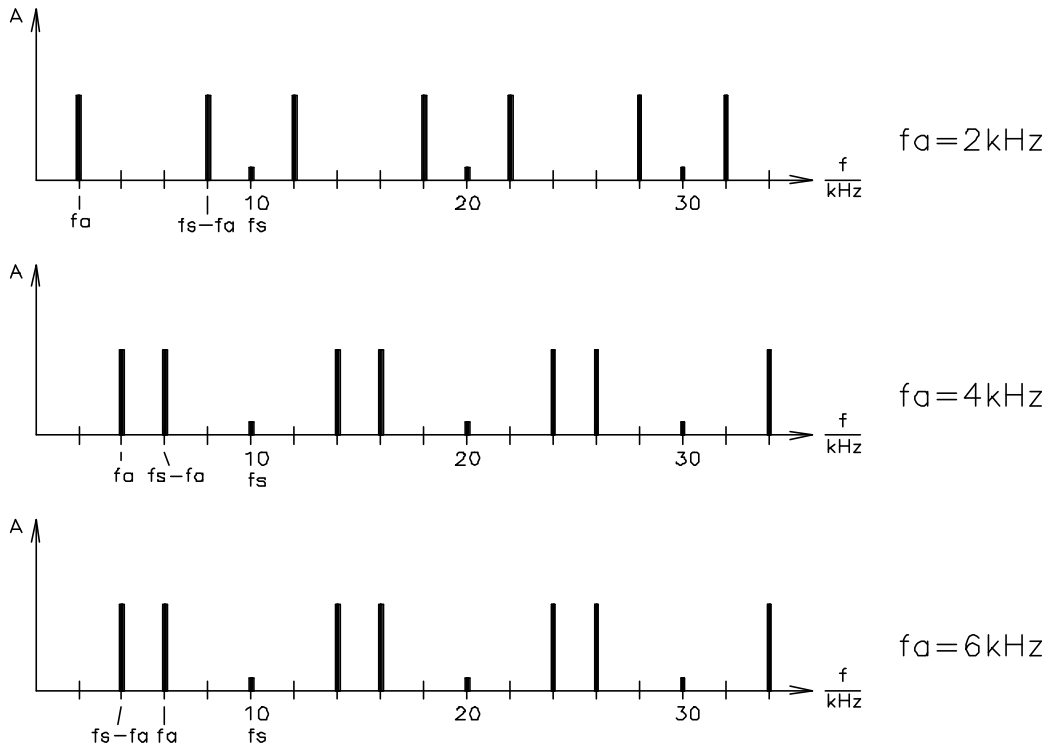 A
fa=2kHz
f
kHz
10 20 30
fa fs-fa fs
A
fa=4kHz
f
kHz
10 20 30
fa fs-fa fs
A
fa=6kHz
f
kHz
10 20 30
fs-fa fa fs